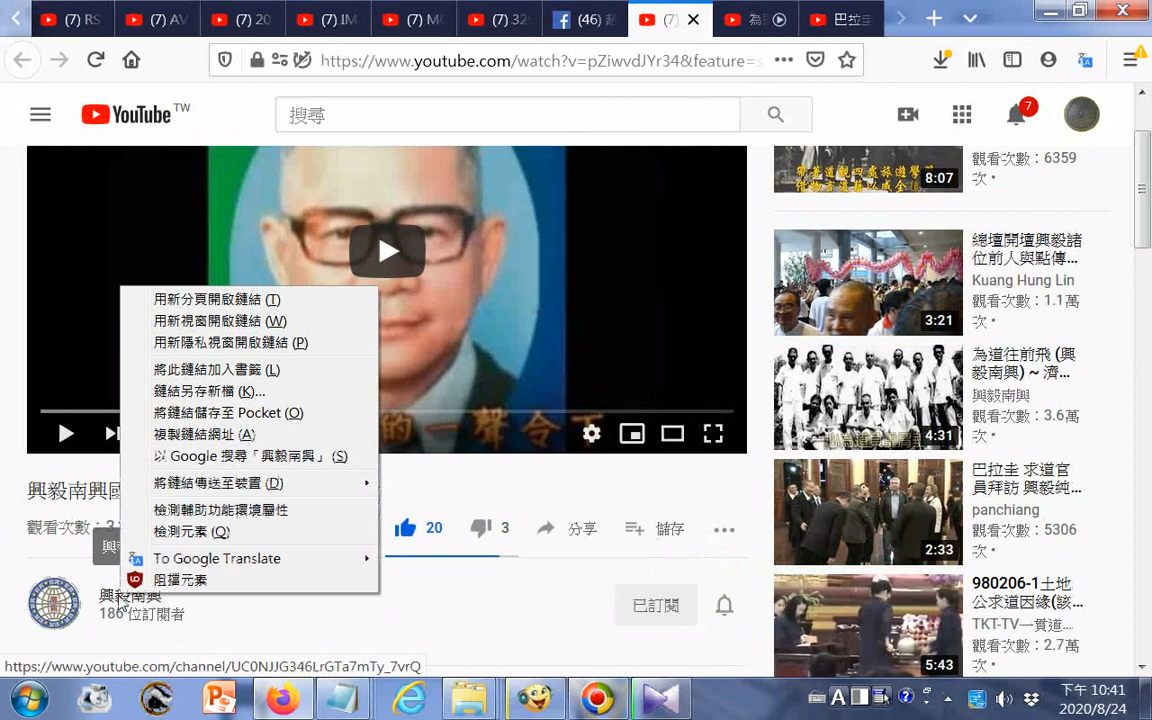 (7) RS
(7) AV
(7) 20
(7) IM
(7) MC
(7) 32
(46) 超
(7)
為
巴拉圭
https://www.youtube.com/watch?v=pZiwvdJYr34&feature=s
YouTube TW
搜尋
7
觀看次數：6359
次 •
8:07
總壇開壇興毅諸
位前人與點傳...
Kuang Hung Lin
觀看次數：1.1萬
次 •
3:21
為道往前飛 (興
毅南興) ~ 濟...
興毅南興
觀看次數：3.6萬
次 •
4:31
巴拉圭 求道官
員拜訪 興毅純...
panchiang
觀看次數：5306
次 •
2:33
980206-1土地
公求道因緣(該...
TKT-TV一貫道....
觀看次數：2.7萬
次 •
5:43
的一聲令下
用新分頁開啟鏈結 (T)
用新視窗開啟鏈結 (W)
用新隱私視窗開啟鏈結 (P)
將此鏈結加入書籤 (L)
鏈結另存新檔 (K)...
將鏈結儲存至 Pocket (O)
複製鏈結網址 (A)
以 Google 搜尋「興毅南興」 (S)
將鏈結傳送至裝置 (D)
檢測輔助功能環境屬性
檢測元素 (Q)
To Google Translate
阻擋元素
興毅南興國
觀看次數：3
20
3
分享
儲存
興毅南興
186 位訂閱者
已訂閱
https://www.youtube.com/channel/UC0NJJG346LrGTa7mTy_7vrQ
下午 10:41
2020/8/24